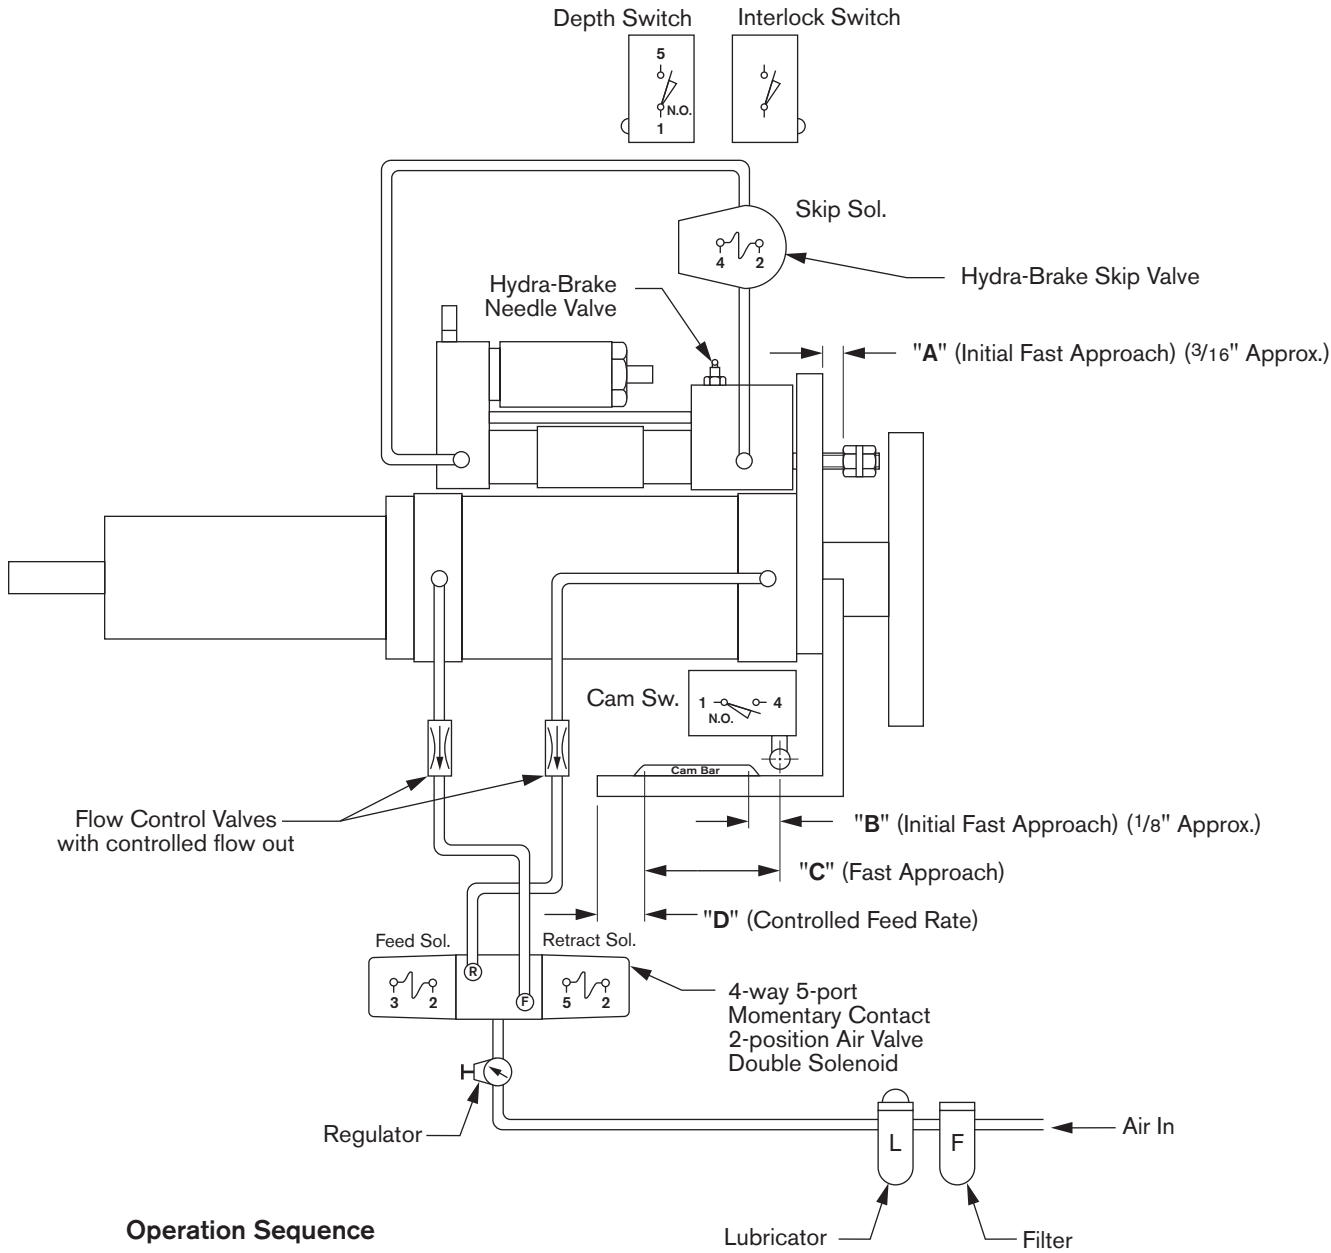 Depth Switch
Interlock Switch
5
N.O.
1
Skip Sol.
4 2
Hydra-Brake Skip Valve
Hydra-Brake
Needle Valve
"A" (Initial Fast Approach) (3/16" Approx.)
Cam Sw.
1 4
N.O.
Cam Bar
Flow Control Valves
with controlled flow out
"B" (Initial Fast Approach) (1/8" Approx.)
"C" (Fast Approach)
"D" (Controlled Feed Rate)
Feed Sol.
Retract Sol.
R
3 2
F
5 2
4-way 5-port
Momentary Contact
2-position Air Valve
Double Solenoid
Regulator
Air In
L
F
Operation Sequence
Lubricator
Filter